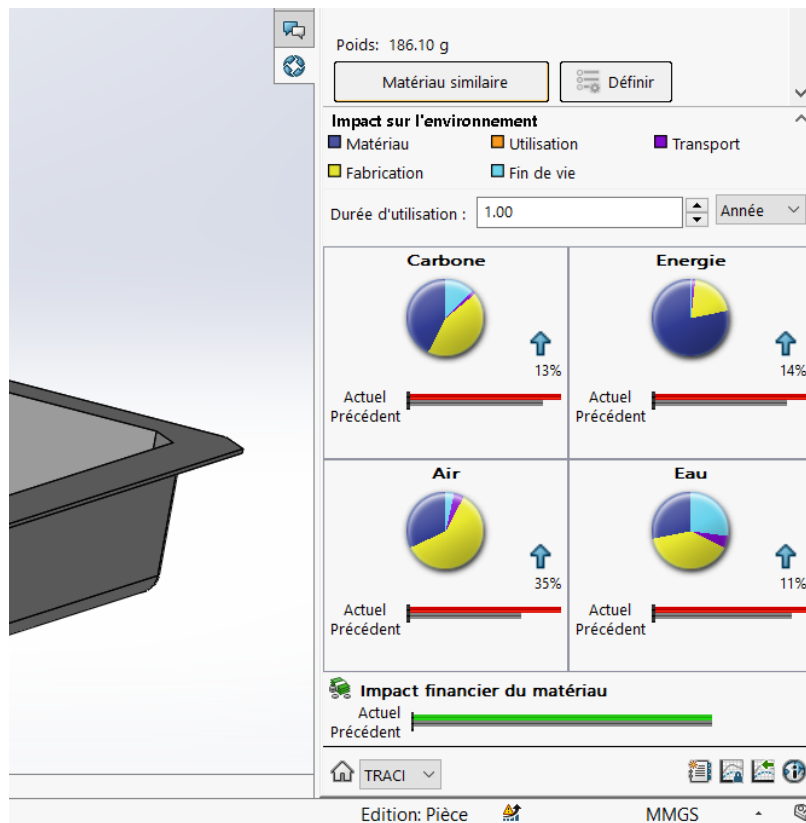 Poids: 186.10 g
Matériau similaire
Définir
Impact sur l'environnement
Matériau Utilisation Transport
Fabrication Fin de vie
Durée d'utilisation : 1.00 Année
Carbone
13%
Actuel
Précédent
Energie
14%
Actuel
Précédent
Air
35%
Actuel
Précédent
Eau
11%
Actuel
Précédent
Impact financier du matériau
Actuel
Précédent
TRACI
Edition: Pièce MMGS